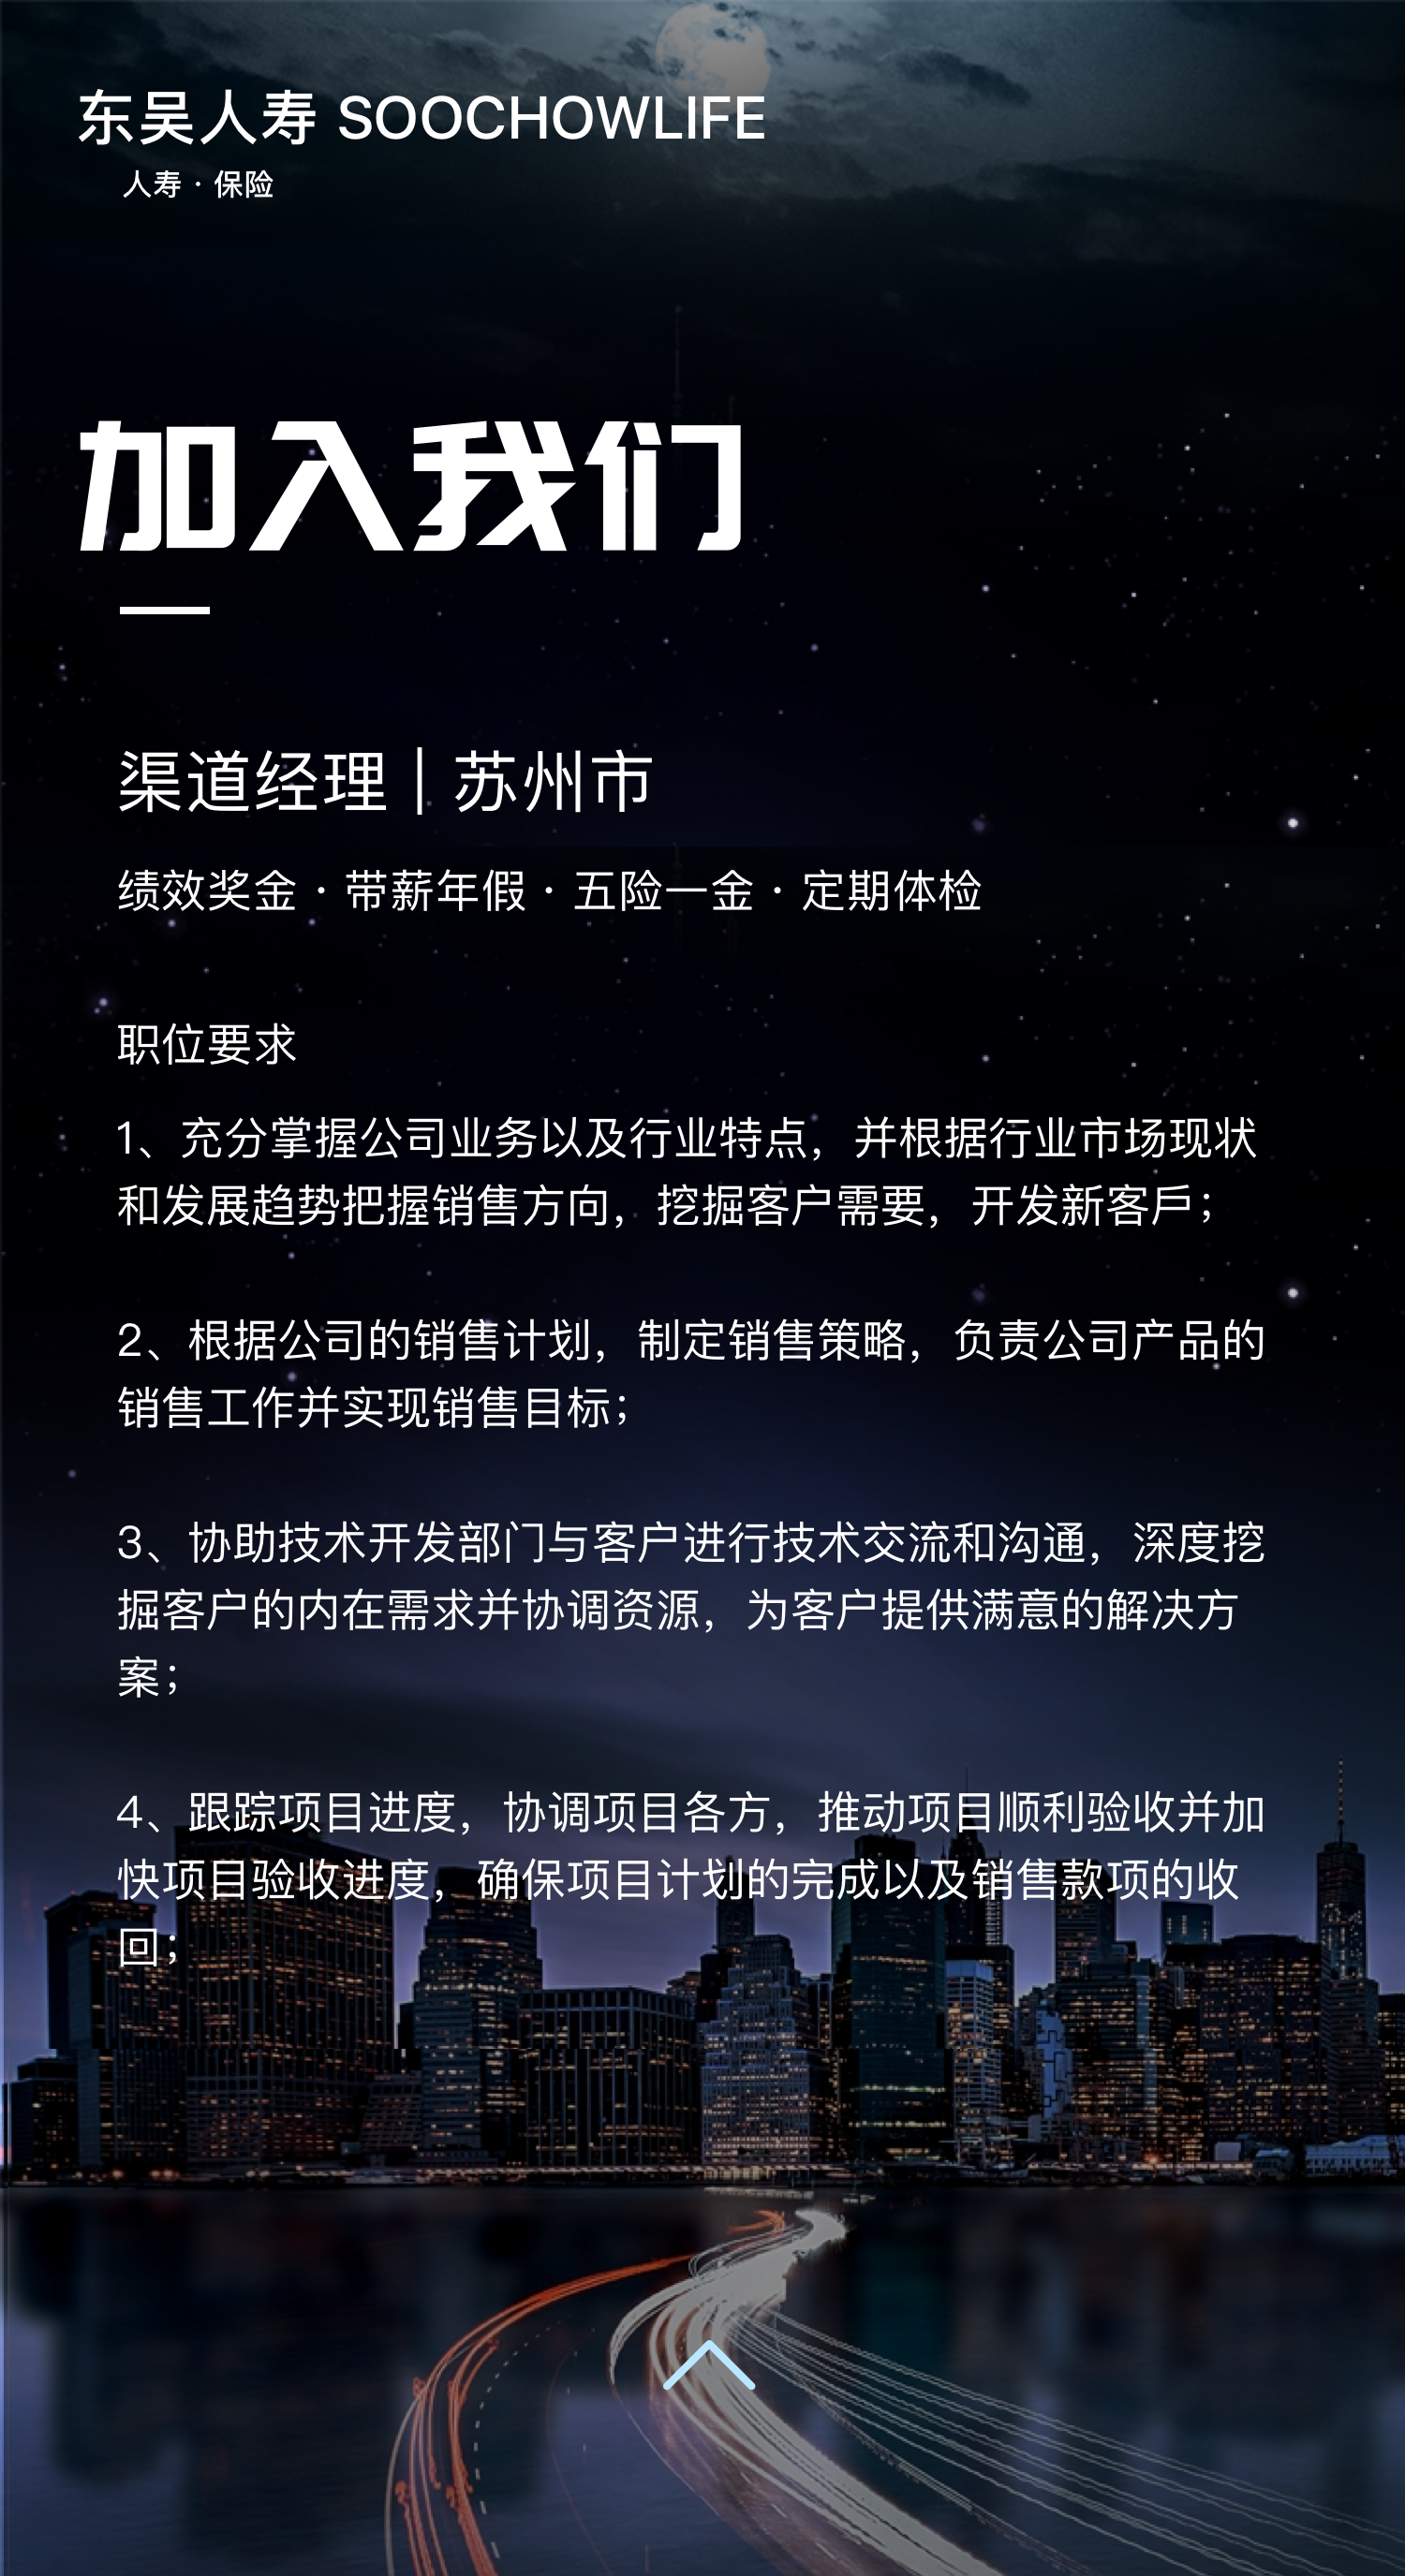 东吴人寿 SOOCHOWLIFE
人寿 · 保险
加入我们
渠道经理 | 苏州市
绩效奖金 · 带薪年假 · 五险一金 · 定期体检
职位要求
1、充分掌握公司业务以及行业特点，并根据行业市场现状
和发展趋势把握销售方向，挖掘客户需要，开发新客戶；
2、根据公司的销售计划，制定销售策略，负责公司产品的
销售工作并实现销售目标；
3、协助技术开发部门与客户进行技术交流和沟通，深度挖
掘客户的内在需求并协调资源，为客户提供满意的解决方
案；
4、跟踪项目进度，协调项目各方，推动项目顺利验收并加
快项目验收进度，确保项目计划的完成以及销售款项的收
回；